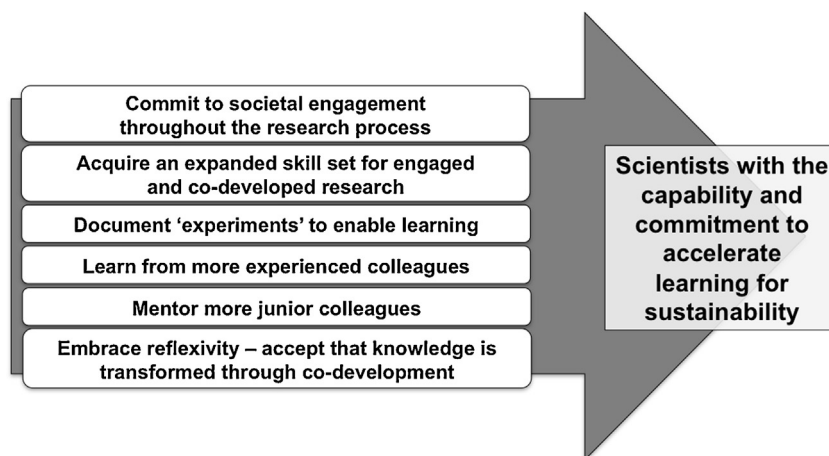 Commit to societal engagement
throughout the research process
Acquire an expanded skill set for engaged
and co-developed research
Document ‘experiments’ to enable learning
Learn from more experienced colleagues
Mentor more junior colleagues
Embrace reflexivity – accept that knowledge is
transformed through co-development
Scientists with the
capability and
commitment to
accelerate
learning for
sustainability